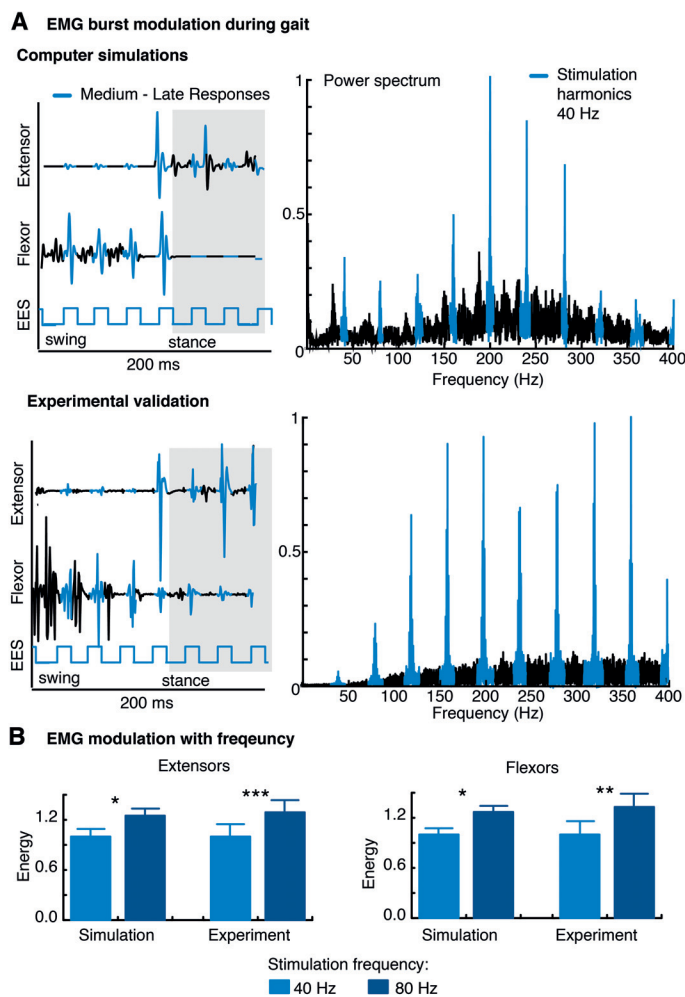 A EMG burst modulation during gait
Computer simulations
Medium - Late Responses
Extensor
Flexor
EES
swing
stance
200 ms
Power spectrum
Stimulation
harmonics
40 Hz
1
0.5
0
50 100 150 200 250 300 350 400
Frequency (Hz)
Experimental validation
Extensor
Flexor
EES
swing
stance
200 ms
1
0.5
0
50 100 150 200 250 300 350 400
Frequency (Hz)
B EMG modulation with freqeuncy
Extensors
Energy
1.2
0.6
0.0
*
***
Simulation Experiment
Flexors
Energy
1.2
0.6
0.0
*
**
Simulation Experiment
Stimulation frequency:
40 Hz 80 Hz